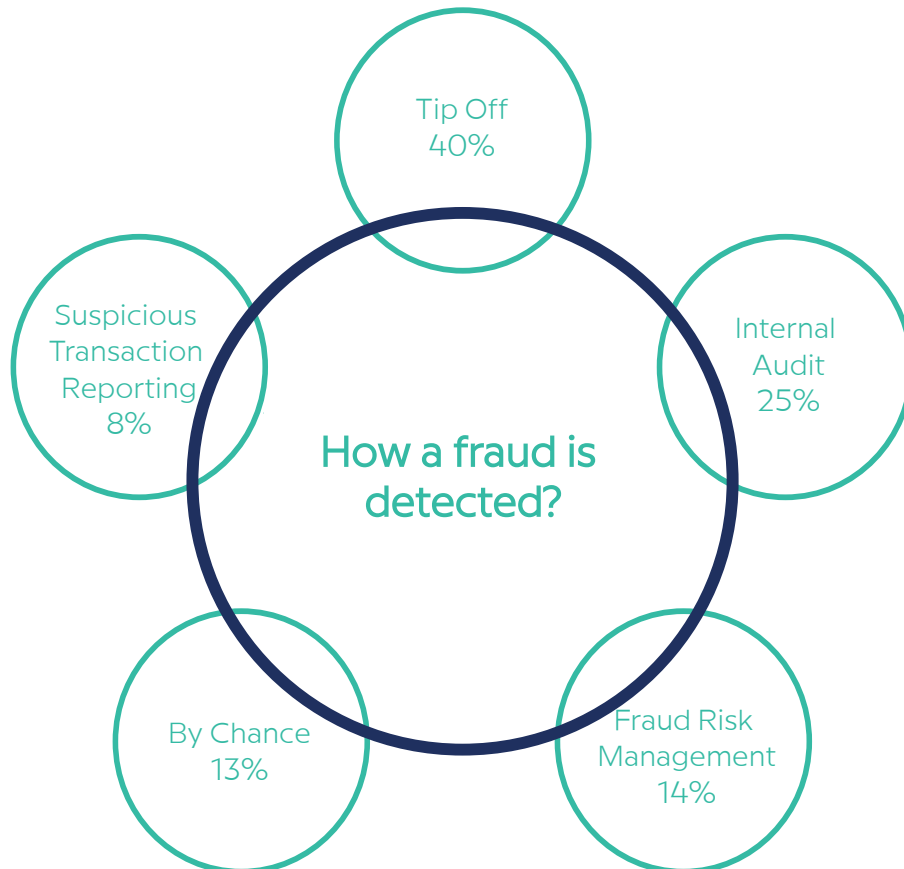 Tip Off
40%
Suspicious
Transaction
Reporting
8%
Internal
Audit
25%
How a fraud is
detected?
By Chance
13%
Fraud Risk
Management
14%